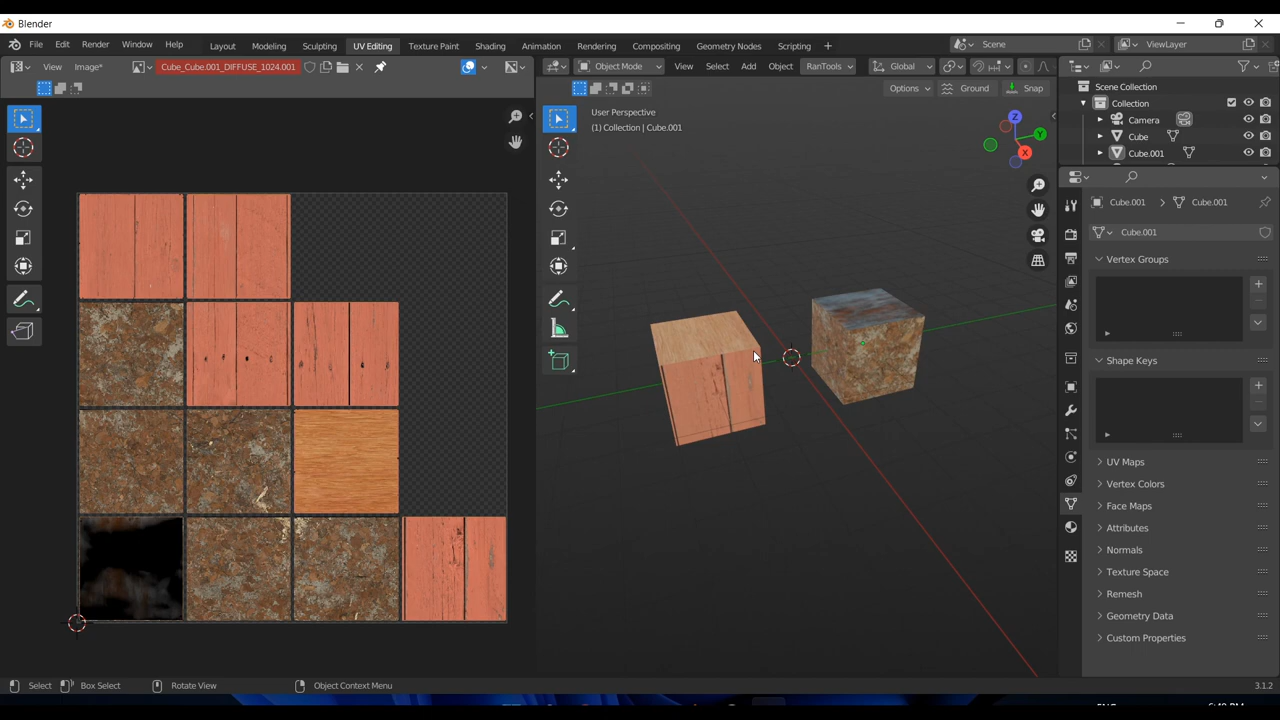 Blender
File Edit Render Window Help Layout Modeling Sculpting UV Editing Texture Paint Shading Animation Rendering Compositing Geometry Nodes Scripting + Scene ViewLayer
View Image* Cube_Cube.001_DIFFUSE_1024.001 Object Mode View Select Add Object RanTools Global
Options Ground Snap
Scene Collection
Collection
Camera
Cube
Cube.001
User Perspective
(1) Collection | Cube.001
Z
Y
X
Cube.001 Cube.001
Cube.001
Vertex Groups
Shape Keys
UV Maps
Vertex Colors
Face Maps
Attributes
Normals
Texture Space
Remesh
Geometry Data
Custom Properties
Select Box Select Rotate View Object Context Menu 3.1.2